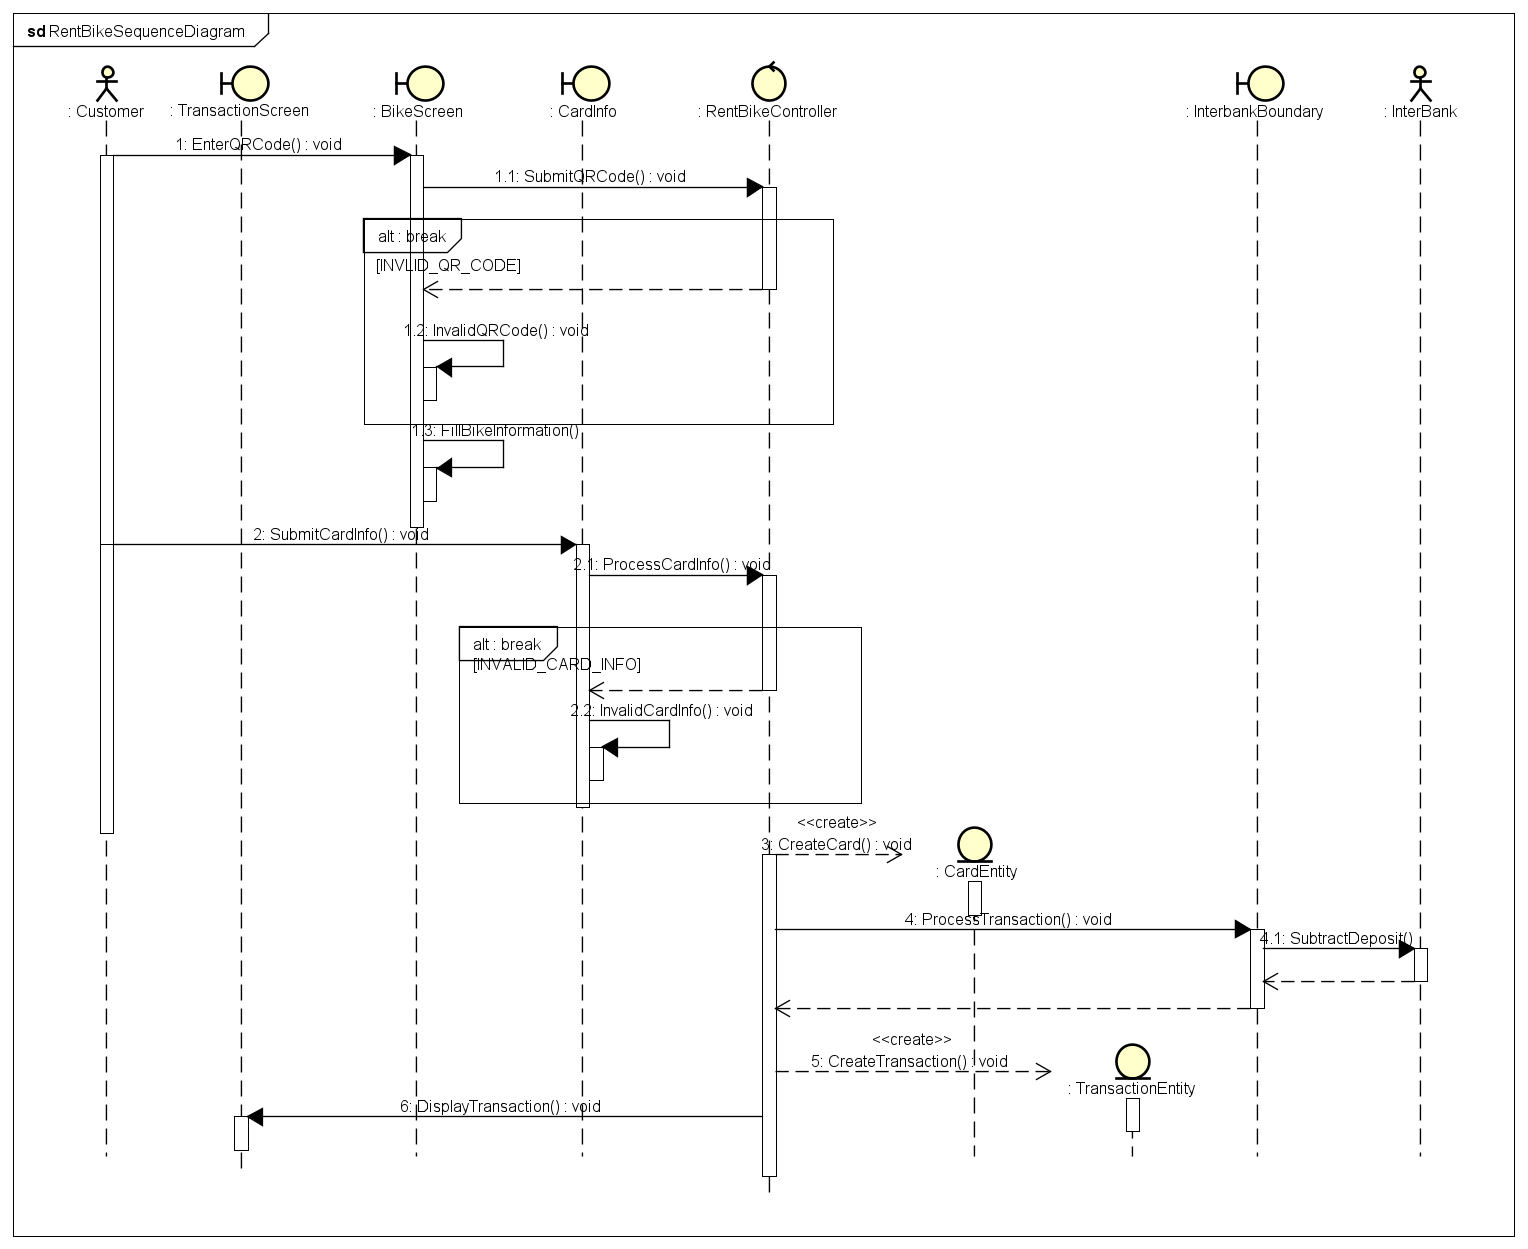 sd RentBikeSequenceDiagram
: Customer
: TransactionScreen
: BikeScreen
: CardInfo
: RentBikeController
: InterbankBoundary
: InterBank
1: EnterQRCode() : void
1.1: SubmitQRCode() : void
alt : break
[INVLID_QR_CODE]
1.2: InvalidQRCode() : void
1.3: FillBikeInformation()
2: SubmitCardInfo() : void
2.1: ProcessCardInfo() : void
alt : break
[INVALID_CARD_INFO]
2.2: InvalidCardInfo() : void
<<create>>
3: CreateCard() : void
: CardEntity
4: ProcessTransaction() : void
4.1: SubtractDeposit()
<<create>>
5: CreateTransaction() : void
: TransactionEntity
6: DisplayTransaction() : void